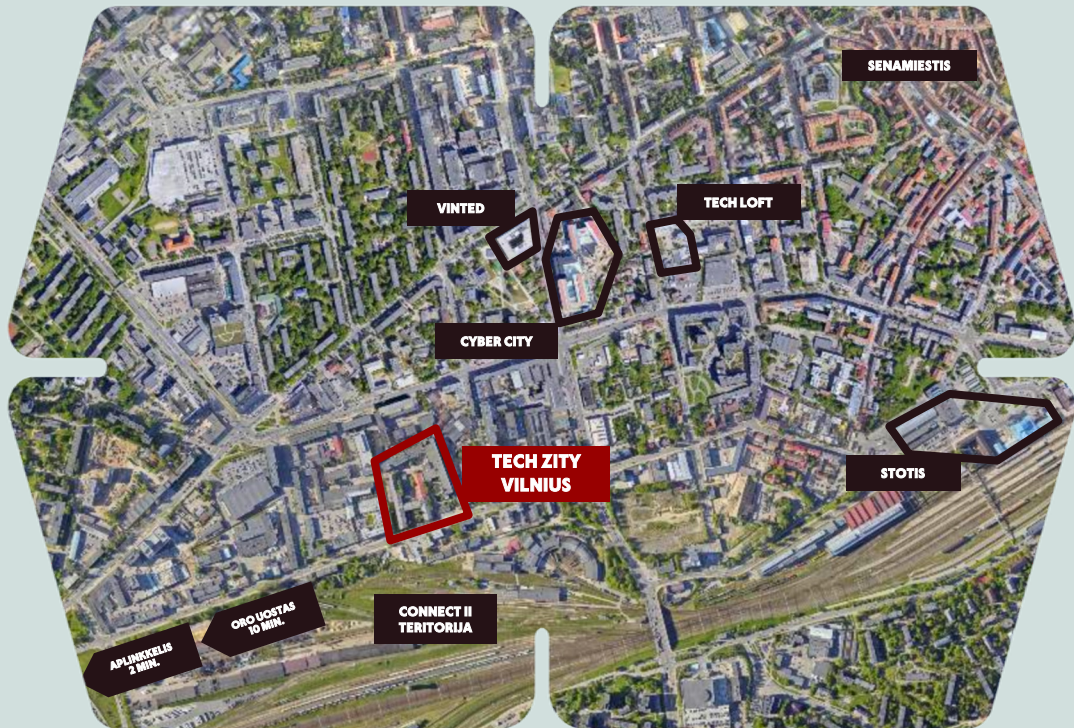 SENAMIESTIS
VINTED
TECH LOFT
CYBER CITY
TECH ZITY
VILNIUS
STOTIS
ORO UOSTAS
10 MIN.
CONNECT II
TERITORIJA
APLINKKELIS
2 MIN.